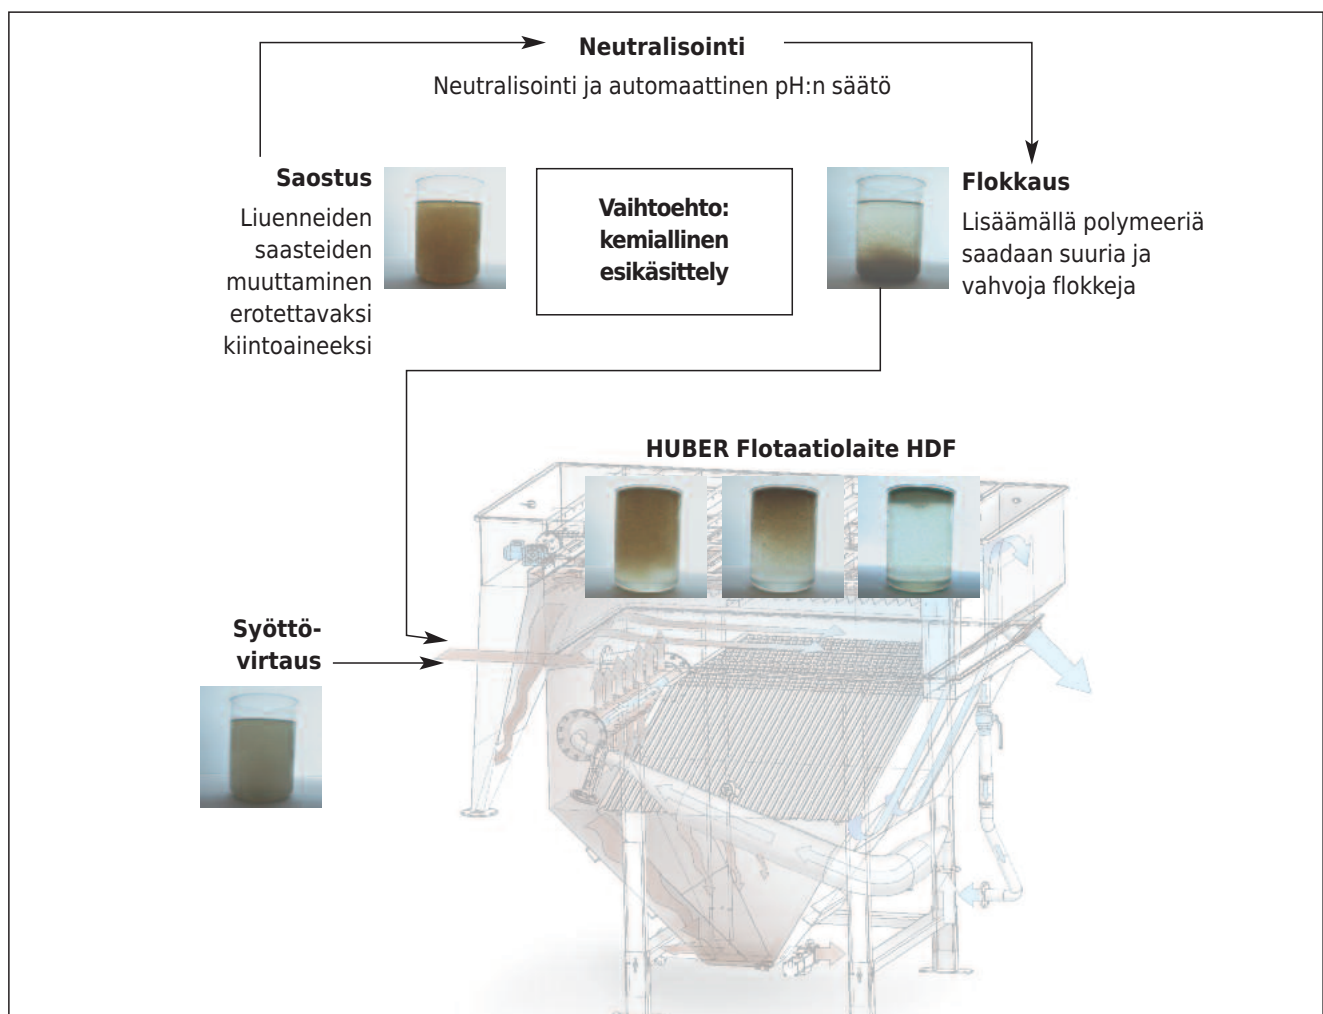 Neutralisointi
Neutralisointi ja automaattinen pH:n säätö
Saostus
Liuenneiden
saasteiden
muuttaminen
erotettavaksi
kiintoaineeksi
Vaihtoehto:
kemiallinen
esikäsittely
Flokkaus
Lisäämällä polymeeriä
saadaan suuria ja
vahvoja flokkeja
HUBER Flotaatiolaite HDF
Syöttö-
virtaus